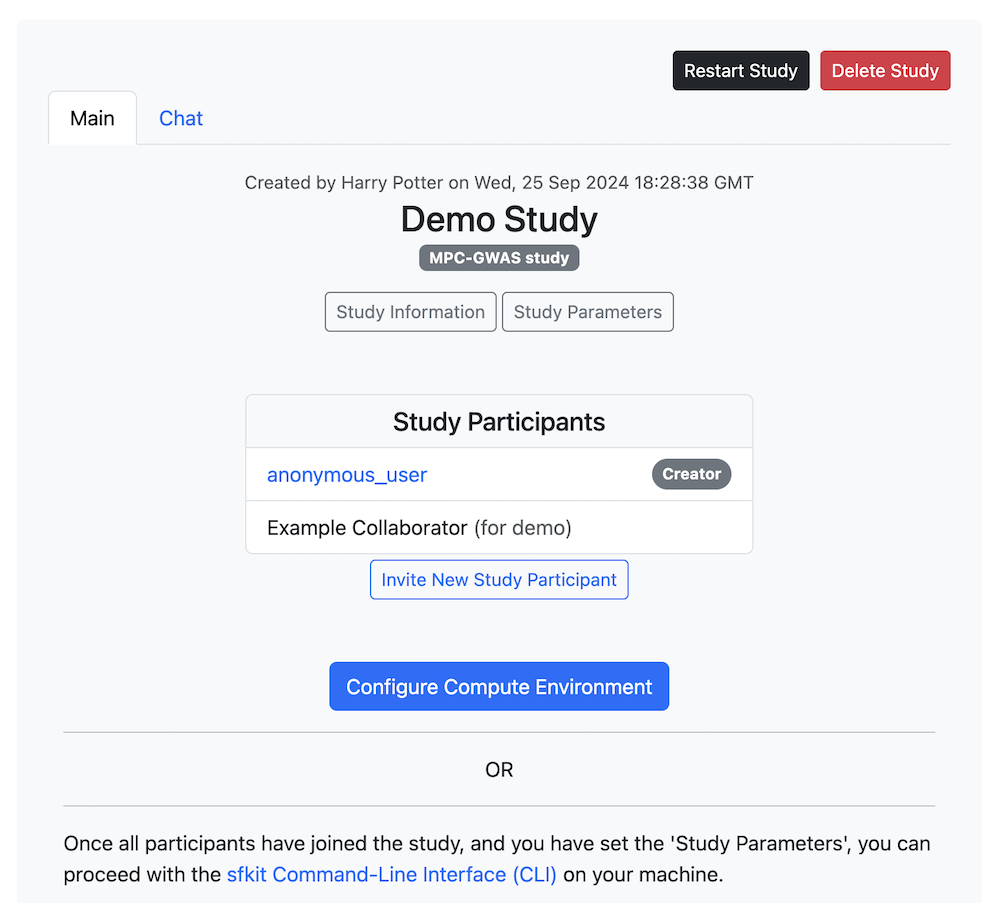 Restart Study Delete Study
Main Chat
Created by Harry Potter on Wed, 25 Sep 2024 18:28:38 GMT
Demo Study
MPC-GWAS study
Study Information Study Parameters
Study Participants
anonymous_user Creator
Example Collaborator (for demo)
Invite New Study Participant
Configure Compute Environment
OR
Once all participants have joined the study, and you have set the 'Study Parameters', you can
proceed with the sfkit Command-Line Interface (CLI) on your machine.